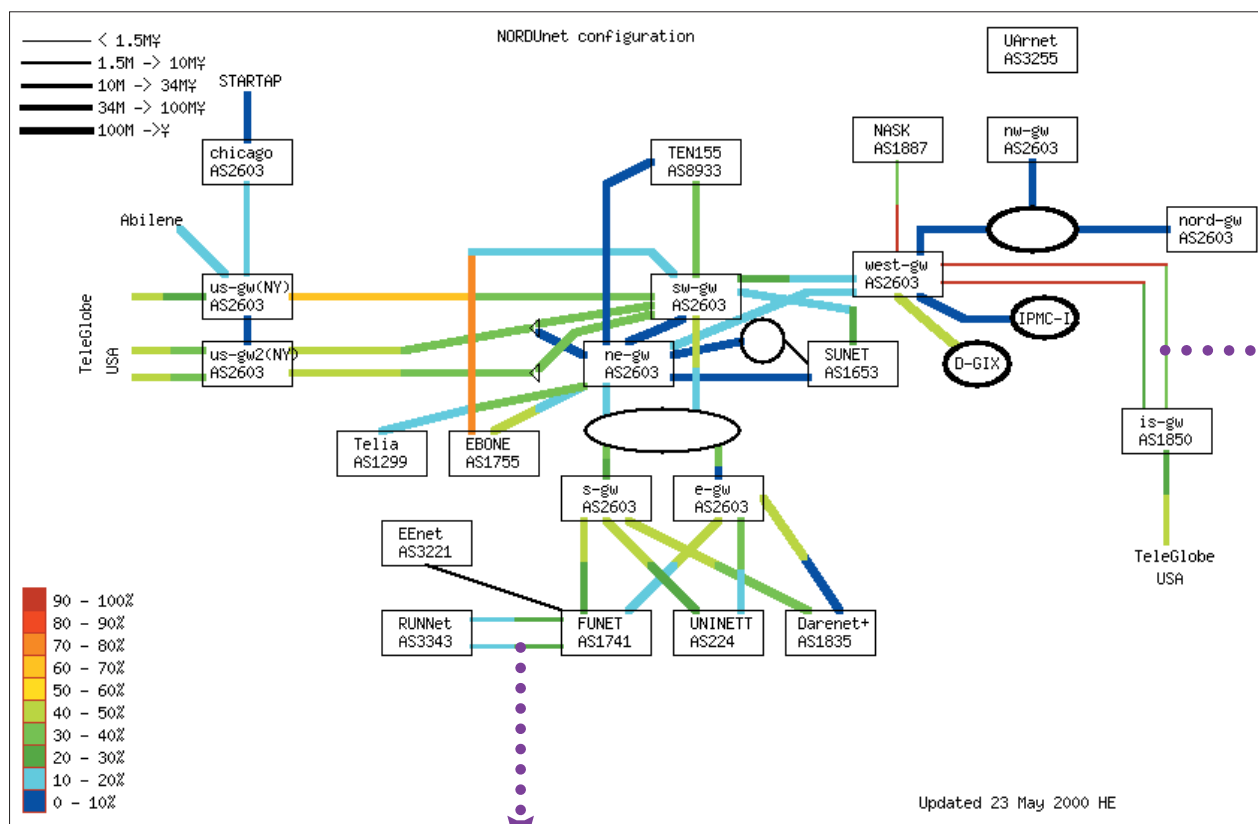 NORDUnet configuration
< 1.5M¥
1.5M -> 10M¥
10M -> 34M¥
34M -> 100M¥
100M ->¥
STARTAP
chicago
AS2603
Abilene
us-gw(NY)
AS2603
us-gw2(NY)
AS2603
TeleGlobe
USA
TEN155
AS8933
sw-gw
AS2603
ne-gw
AS2603
SUNET
AS1653
Telia
AS1299
EBONE
AS1755
UArnet
AS3255
NASK
AS1887
nw-gw
AS2603
nord-gw
AS2603
west-gw
AS2603
IPMC-I
D-GIX
is-gw
AS1850
TeleGlobe
USA
s-gw
AS2603
e-gw
AS2603
EEnet
AS3221
RUNNet
AS3343
FUNET
AS1741
UNINETT
AS224
Darenet+
AS1835
90 - 100%
80 - 90%
70 - 80%
60 - 70%
50 - 60%
40 - 50%
30 - 40%
20 - 30%
10 - 20%
0 - 10%
Updated 23 May 2000 HE